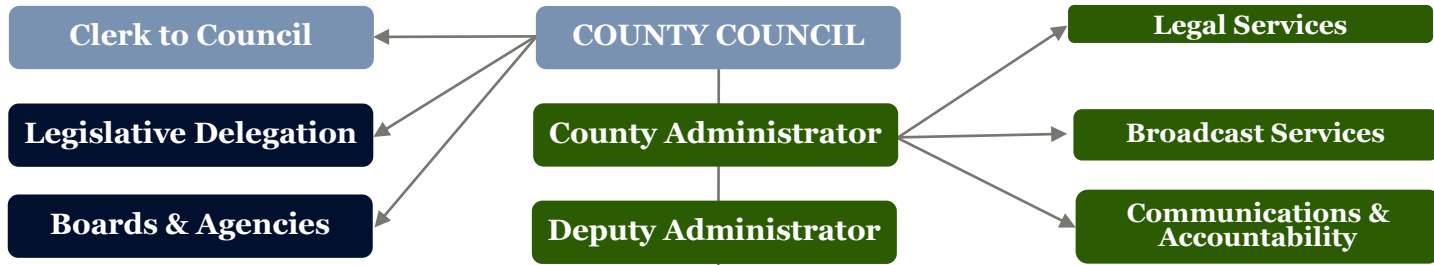 Clerk to Council
COUNTY COUNCIL
Legal Services
Legislative Delegation
County Administrator
Broadcast Services
Boards & Agencies
Deputy Administrator
Communications &
Accountability